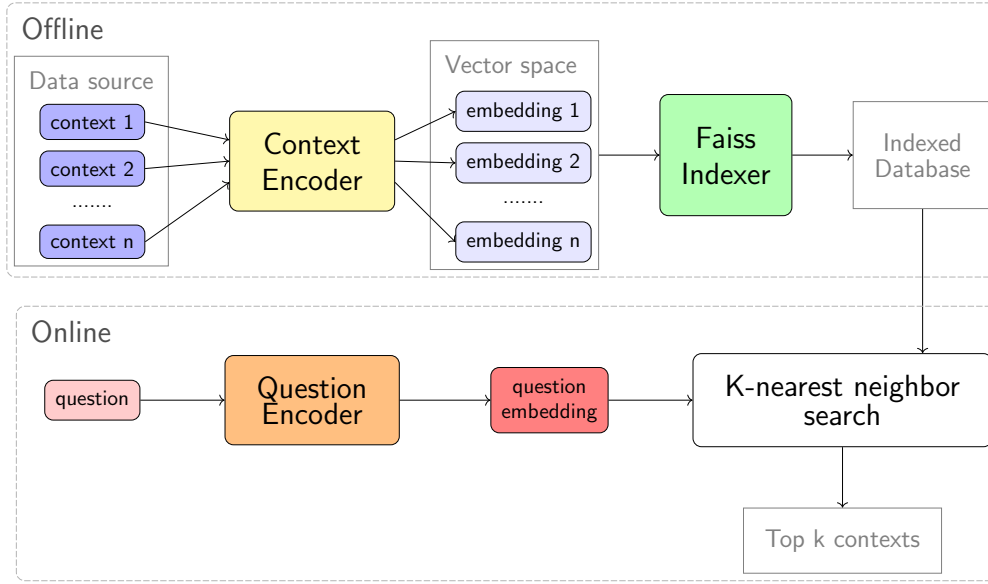 Offline
Data source
context 1
context 2
.......
context n
Context
Encoder
Vector space
embedding 1
embedding 2
.......
embedding n
Faiss
Indexer
Indexed
Database
Online
question
Question
Encoder
question
embedding
K-nearest neighbor
search
Top k contexts